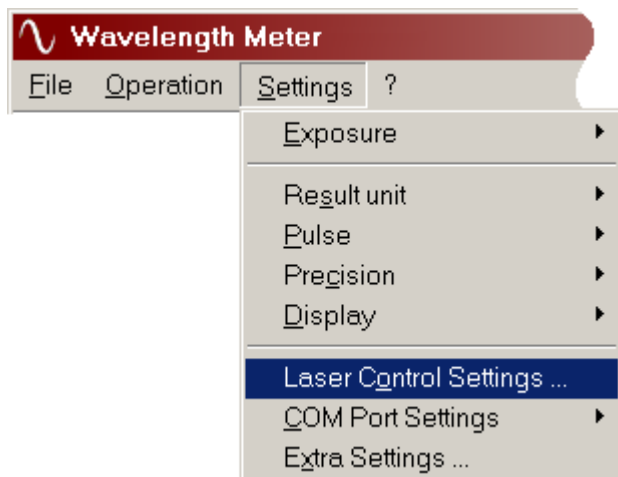 Wavelength Meter
File Operation Settings ?
Exposure
Result unit
Pulse
Precision
Display
Laser Control Settings ...
COM Port Settings
Extra Settings ...